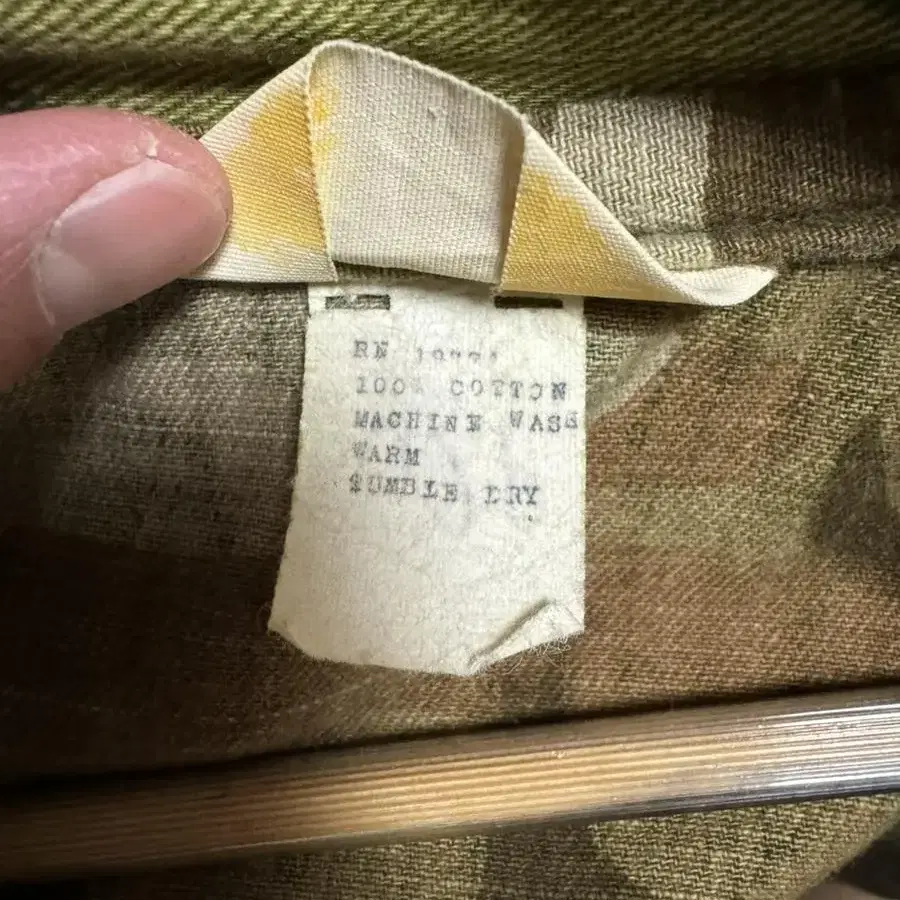 RN
100% COTTON
MACHINE WASH
WARM
TUMBLE DRY